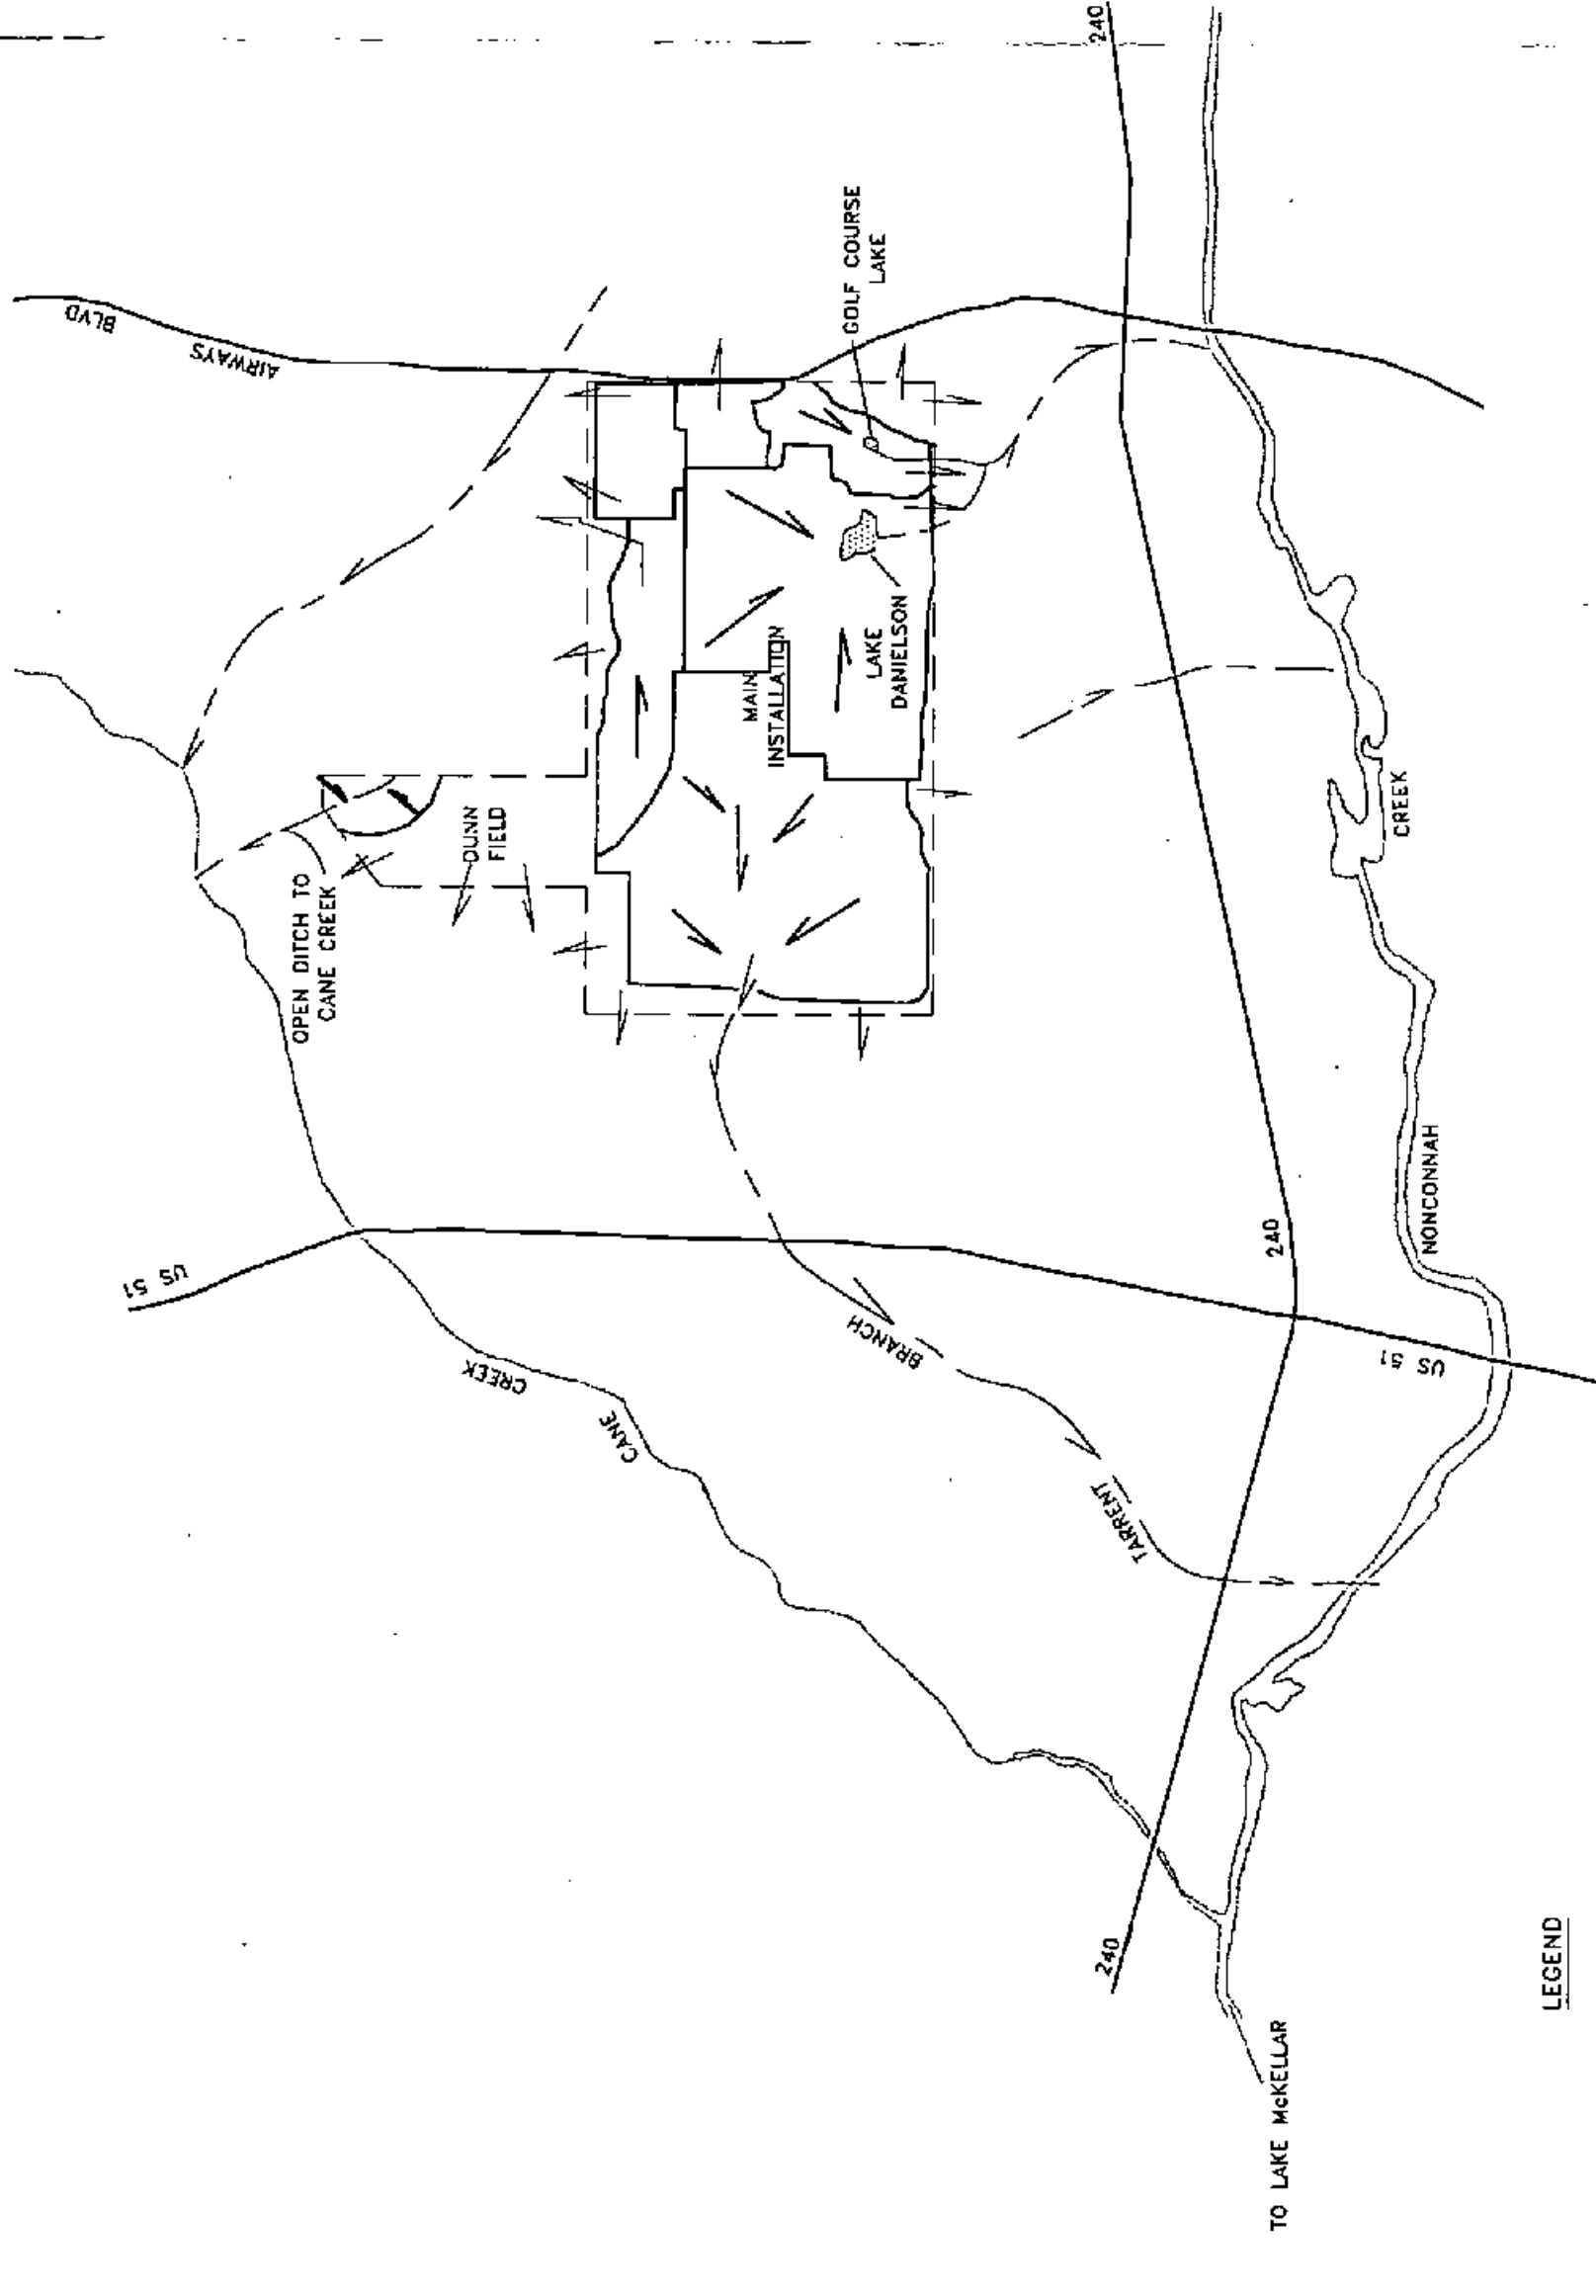 240
BLVD
AIRWAYS
GOLF COURSE
LAKE
MAIN
INSTALLATION
LAKE
DANIELSON
DUNN
FIELD
OPEN DITCH TO
CANE CREEK
CREEK
US 51
NONCONNAH
240
BRANCH
US 51
CREEK
CANE
TARRENT
240
TO LAKE McKELLAR
LEGEND